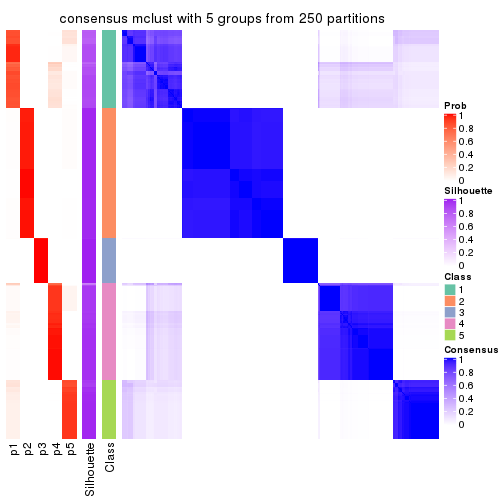 consensus mclust with 5 groups from 250 partitions
Prob
1
0.8
0.6
0.4
0.2
0
Silhouette
1
0.8
0.6
0.4
0.2
0
Class
1
2
3
4
5
Consensus
1
0.8
0.6
0.4
0.2
0
p1
p2
p3
p4
p5
Silhouette
Class